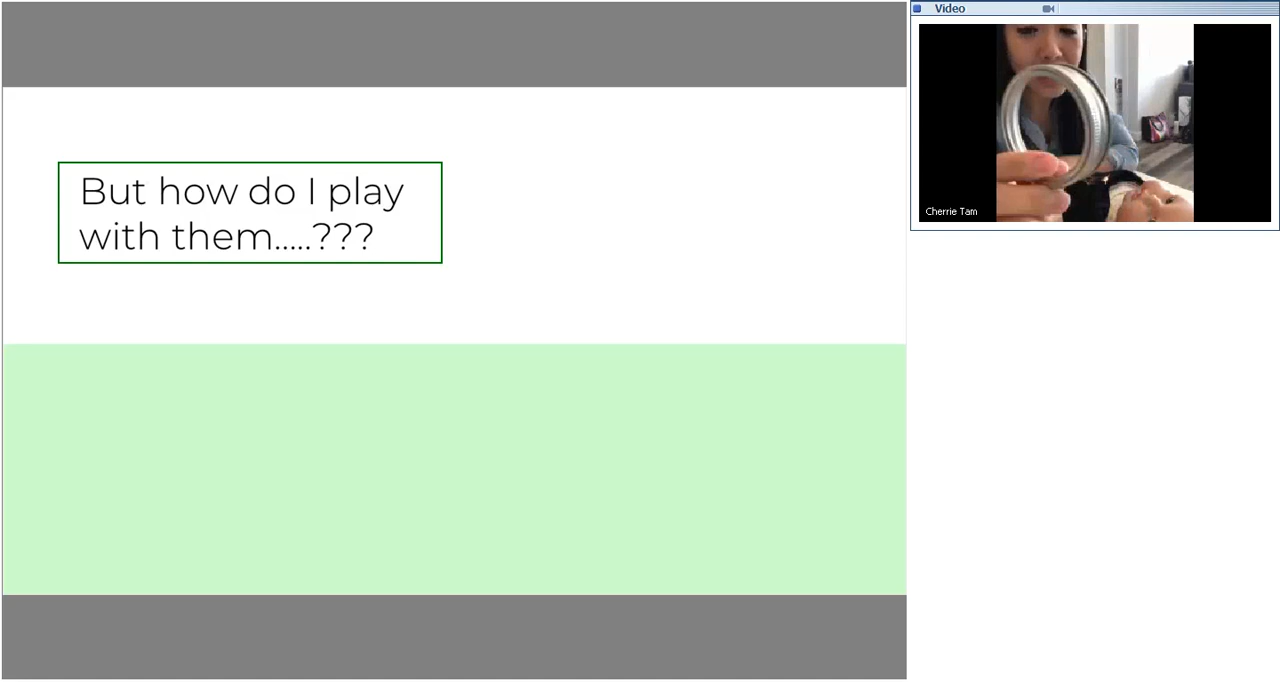 Video
But how do I play
with them.....???
Cherrie Tam